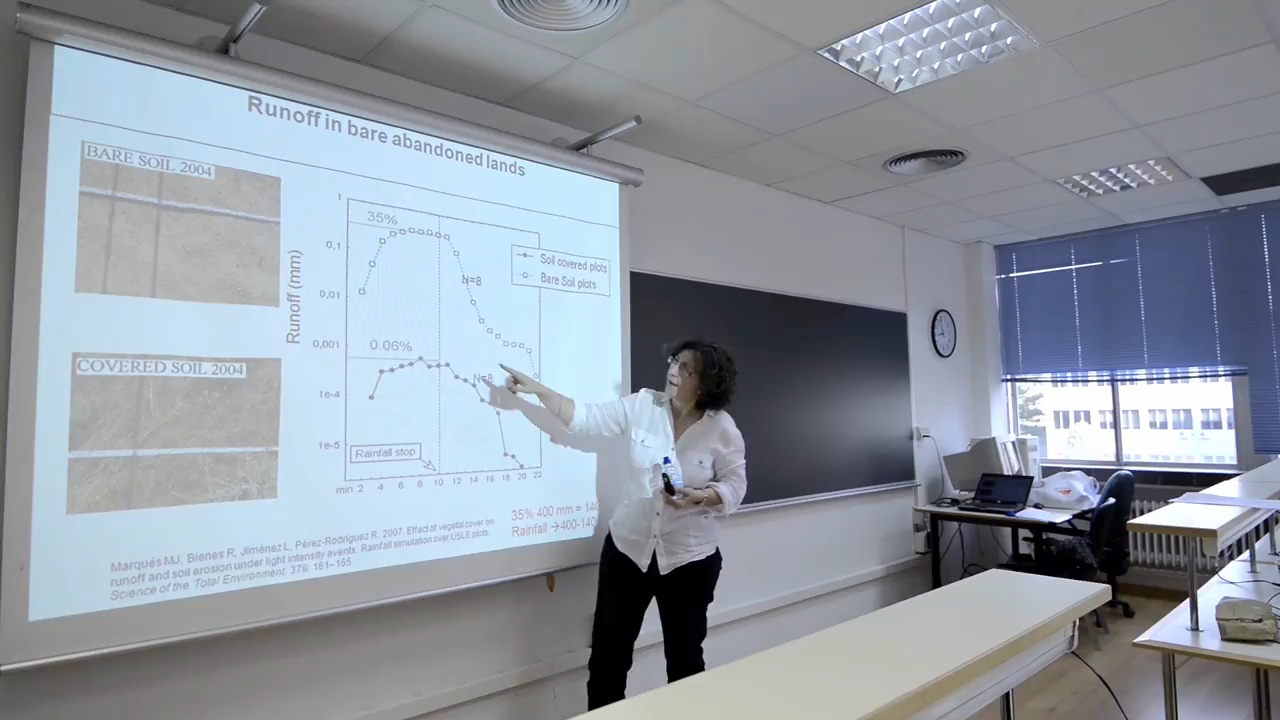 Runoff in bare abandoned lands
BARE SOIL 2004
COVERED SOIL 2004
Runoff (mm)
1
0,1
0,01
0,001
1e-4
1e-5
35%
0.06%
N=8
N=8
Soil covered plots
Bare Soil plots
Rainfall stop
min 2 4 6 8 10 12 14 16 18 20 22
35% 400 mm = 140
Rainfall →400-140
Marqués MJ, Bienes R, Jiménez L, Pérez-Rodríguez R. 2007. Effect of vegetal cover on
runoff and soil erosion under light intensity events. Rainfall simulation over USLE plots.
Science of the Total Environment, 378: 161–165